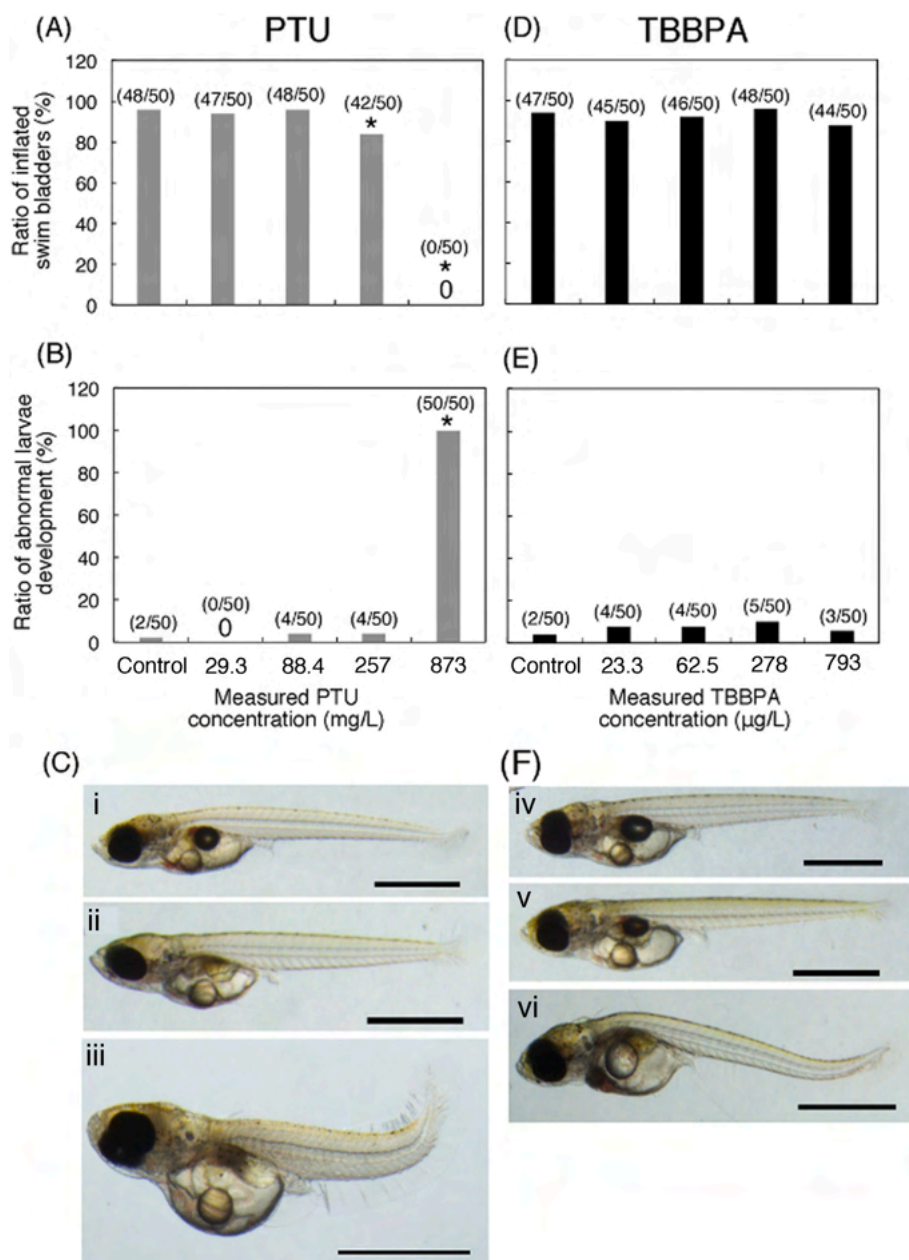 (A) PTU
Ratio of inflated
swim bladders (%)
120
100
80
60
40
20
0
(48/50) (47/50) (48/50) (42/50) (0/50)
*
*
0
(D) TBBPA
(47/50) (45/50) (46/50) (48/50) (44/50)
(B)
Ratio of abnormal larvae
development (%)
120
100
80
60
40
20
0
(2/50) (0/50) (4/50) (4/50) (50/50)
0
*
Control 29.3 88.4 257 873
Measured PTU
concentration (mg/L)
(E)
(2/50) (4/50) (4/50) (5/50) (3/50)
Control 23.3 62.5 278 793
Measured TBBPA
concentration (µg/L)
(C)
i
ii
iii
(F)
iv
v
vi